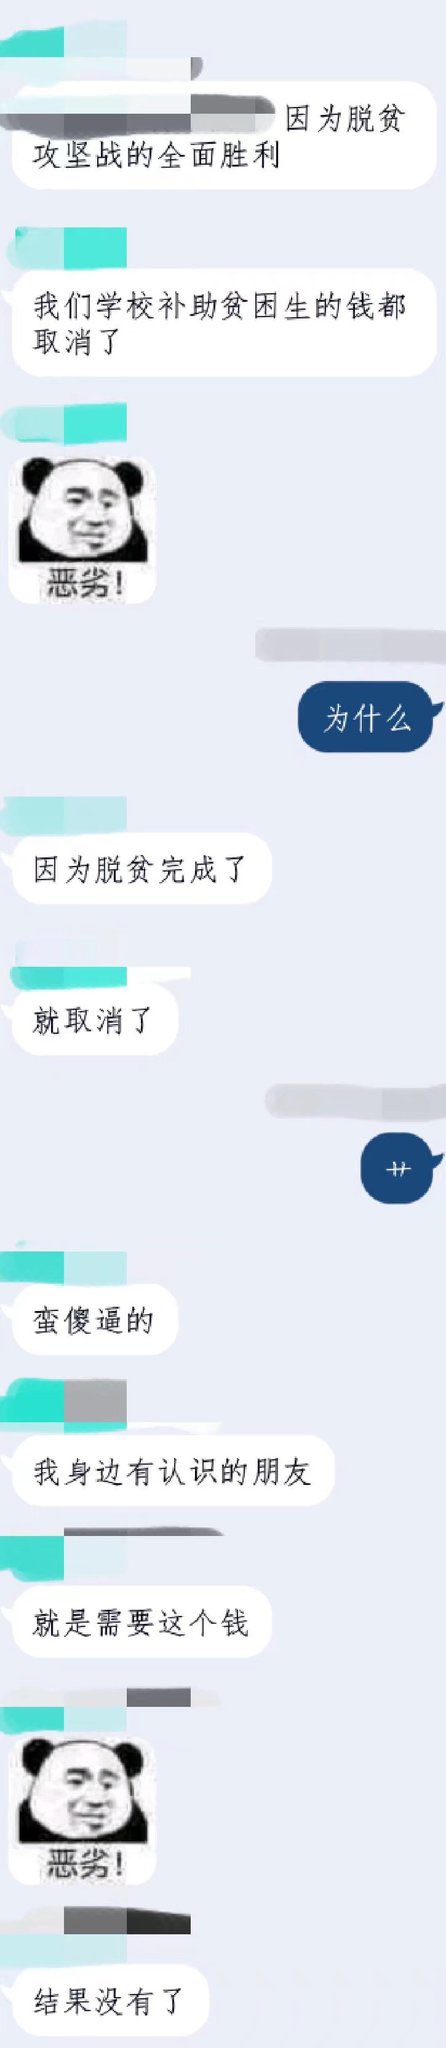 因为脱贫
攻坚战的全面胜利
我们学校补助贫困生的钱都
取消了
恶劣!
为什么
因为脱贫完成了
就取消了
艹
蛮傻逼的
我身边有认识的朋友
就是需要这个钱
恶劣!
结果没有了